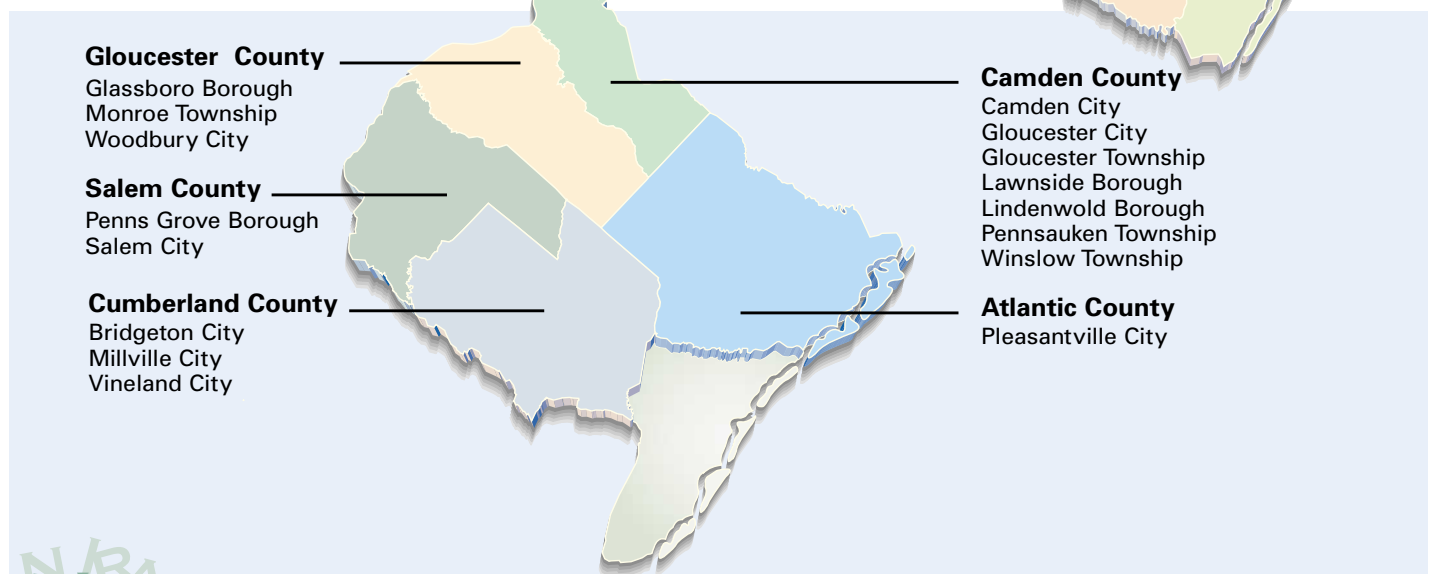 Gloucester County
Glassboro Borough
Monroe Township
Woodbury City
Salem County
Penns Grove Borough
Salem City
Cumberland County
Bridgeton City
Millville City
Vineland City
Camden County
Camden City
Gloucester City
Gloucester Township
Lawnside Borough
Lindenwold Borough
Pennsauken Township
Winslow Township
Atlantic County
Pleasantville City